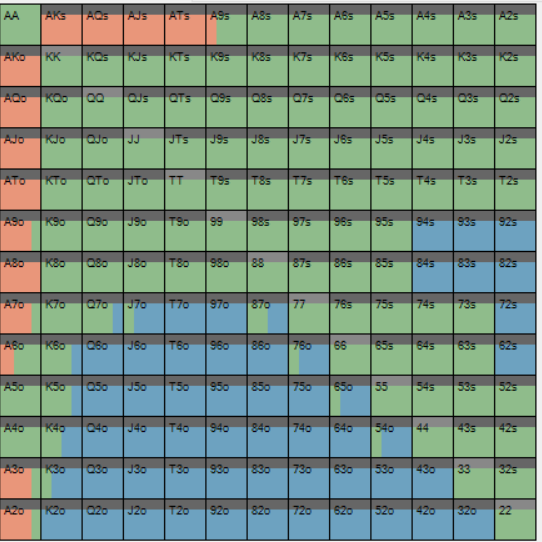 AA AKs AQs AJs ATs A9s A8s A7s A6s A5s A4s A3s A2s
AKo KK KQs KJs KTs K9s K8s K7s K6s K5s K4s K3s K2s
AQo KQo QQ QJs QTs Q9s Q8s Q7s Q6s Q5s Q4s Q3s Q2s
AJo KJo QJo JJ JTs J9s J8s J7s J6s J5s J4s J3s J2s
ATo KTo QTo JTo TT T9s T8s T7s T6s T5s T4s T3s T2s
A9o K9o Q9o J9o T9o 99 98s 97s 96s 95s 94s 93s 92s
A8o K8o Q8o J8o T8o 98o 88 87s 86s 85s 84s 83s 82s
A7o K7o Q7o J7o T7o 97o 87o 77 76s 75s 74s 73s 72s
A6o K6o Q6o J6o T6o 96o 86o 76o 66 65s 64s 63s 62s
A5o K5o Q5o J5o T5o 95o 85o 75o 65o 55 54s 53s 52s
A4o K4o Q4o J4o T4o 94o 84o 74o 64o 54o 44 43s 42s
A3o K3o Q3o J3o T3o 93o 83o 73o 63o 53o 43o 33 32s
A2o K2o Q2o J2o T2o 92o 82o 72o 62o 52o 42o 32o 22